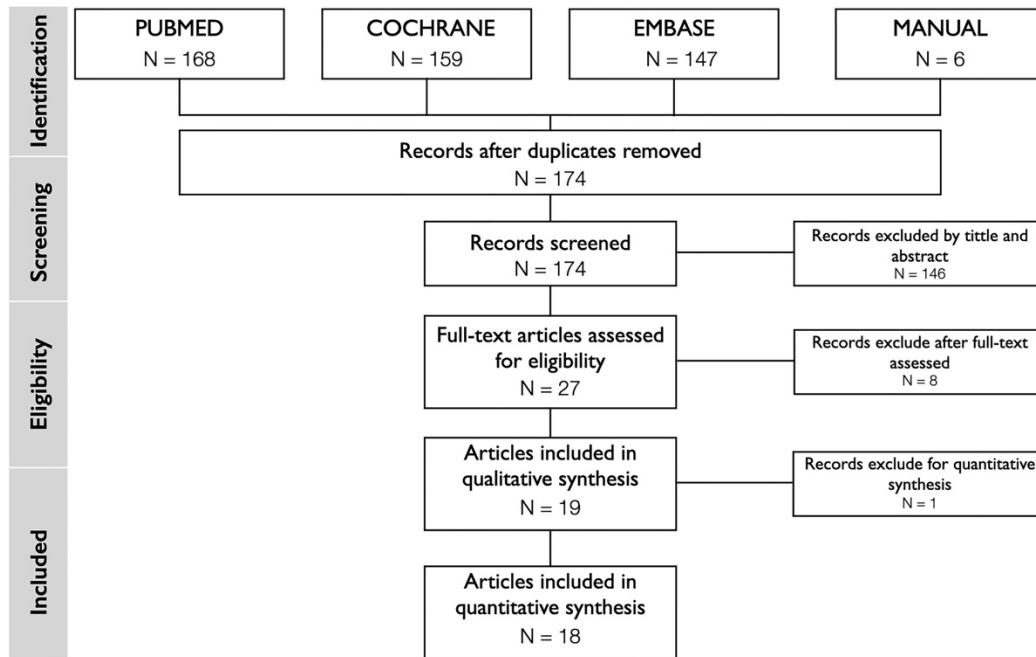 Identification
PUBMED
N = 168
COCHRANE
N = 159
EMBASE
N = 147
MANUAL
N = 6
Records after duplicates removed
N = 174
Screening
Records screened
N = 174
Records excluded by tittle and
abstract
N = 146
Eligibility
Full-text articles assessed
for eligibility
N = 27
Records exclude after full-text
assessed
N = 8
Included
Articles included in
qualitative synthesis
N = 19
Records exclude for quantitative
synthesis
N = 1
Articles included in
quantitative synthesis
N = 18